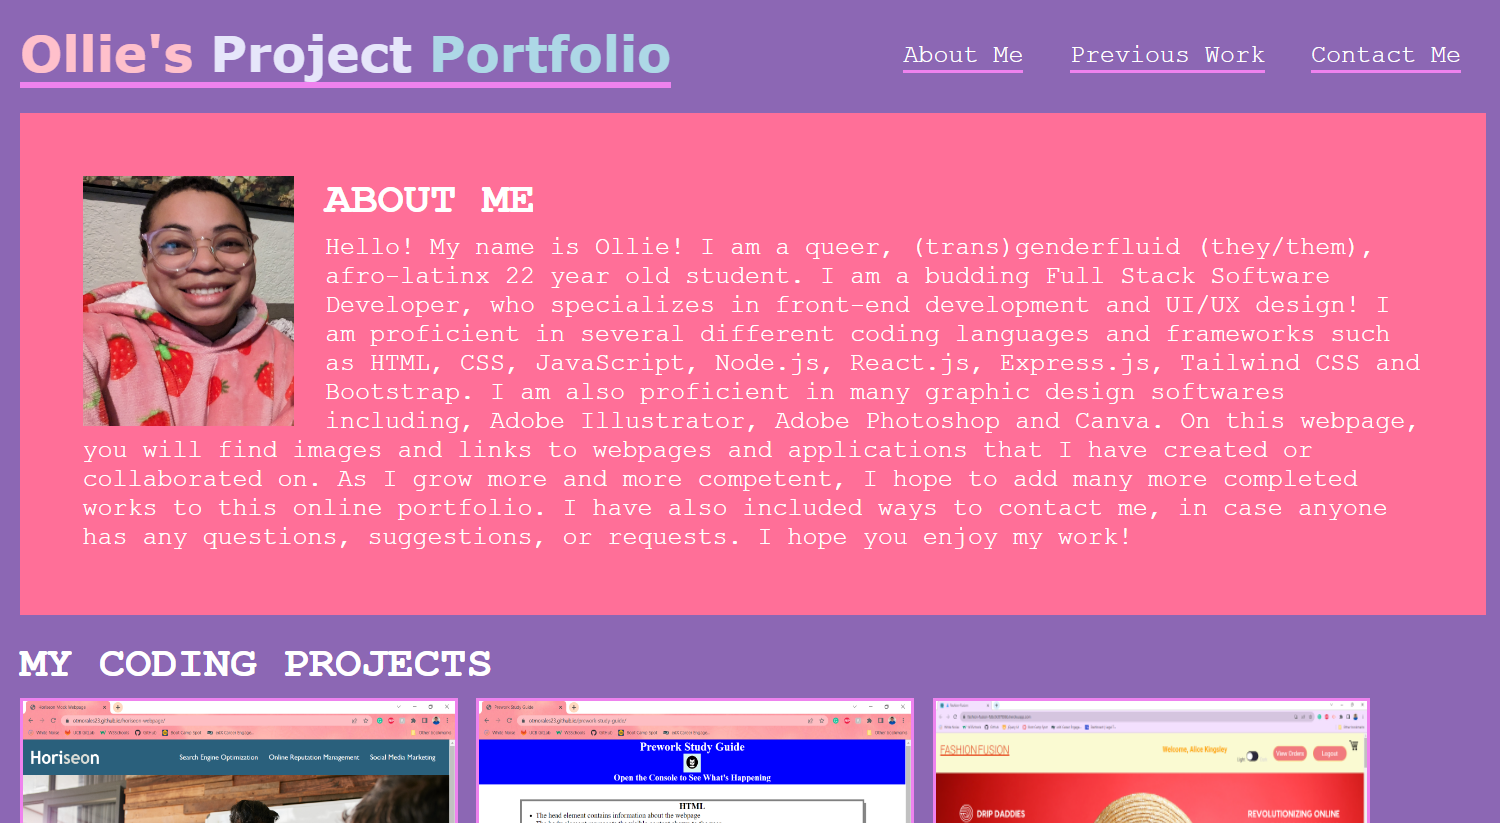 Ollie's Project Portfolio
About Me
Previous Work
Contact Me
ABOUT ME
Hello! My name is Ollie! I am a queer, (trans)genderfluid (they/them),
afro-latinx 22 year old student. I am a budding Full Stack Software
Developer, who specializes in front-end development and UI/UX design! I
am proficient in several different coding languages and frameworks such
as HTML, CSS, JavaScript, Node.js, React.js, Express.js, Tailwind CSS and
Bootstrap. I am also proficient in many graphic design softwares
including, Adobe Illustrator, Adobe Photoshop and Canva. On this webpage,
you will find images and links to webpages and applications that I have created or
collaborated on. As I grow more and more competent, I hope to add many more completed
works to this online portfolio. I have also included ways to contact me, in case anyone
has any questions, suggestions, or requests. I hope you enjoy my work!
MY CODING PROJECTS
Horiseon Mock Webpage
Horiseon
Search Engine Optimization
Online Reputation Management
Social Media Marketing
Prework Study Guide
Prework Study Guide
Open the Console to See What's Happening
HTML
The head element contains information about the webpage
FASHION FUSION
Welcome, Alice Kingsley
Light
View Orders
Logout
DRIP DADDIES
REVOLUTIONIZING ONLINE